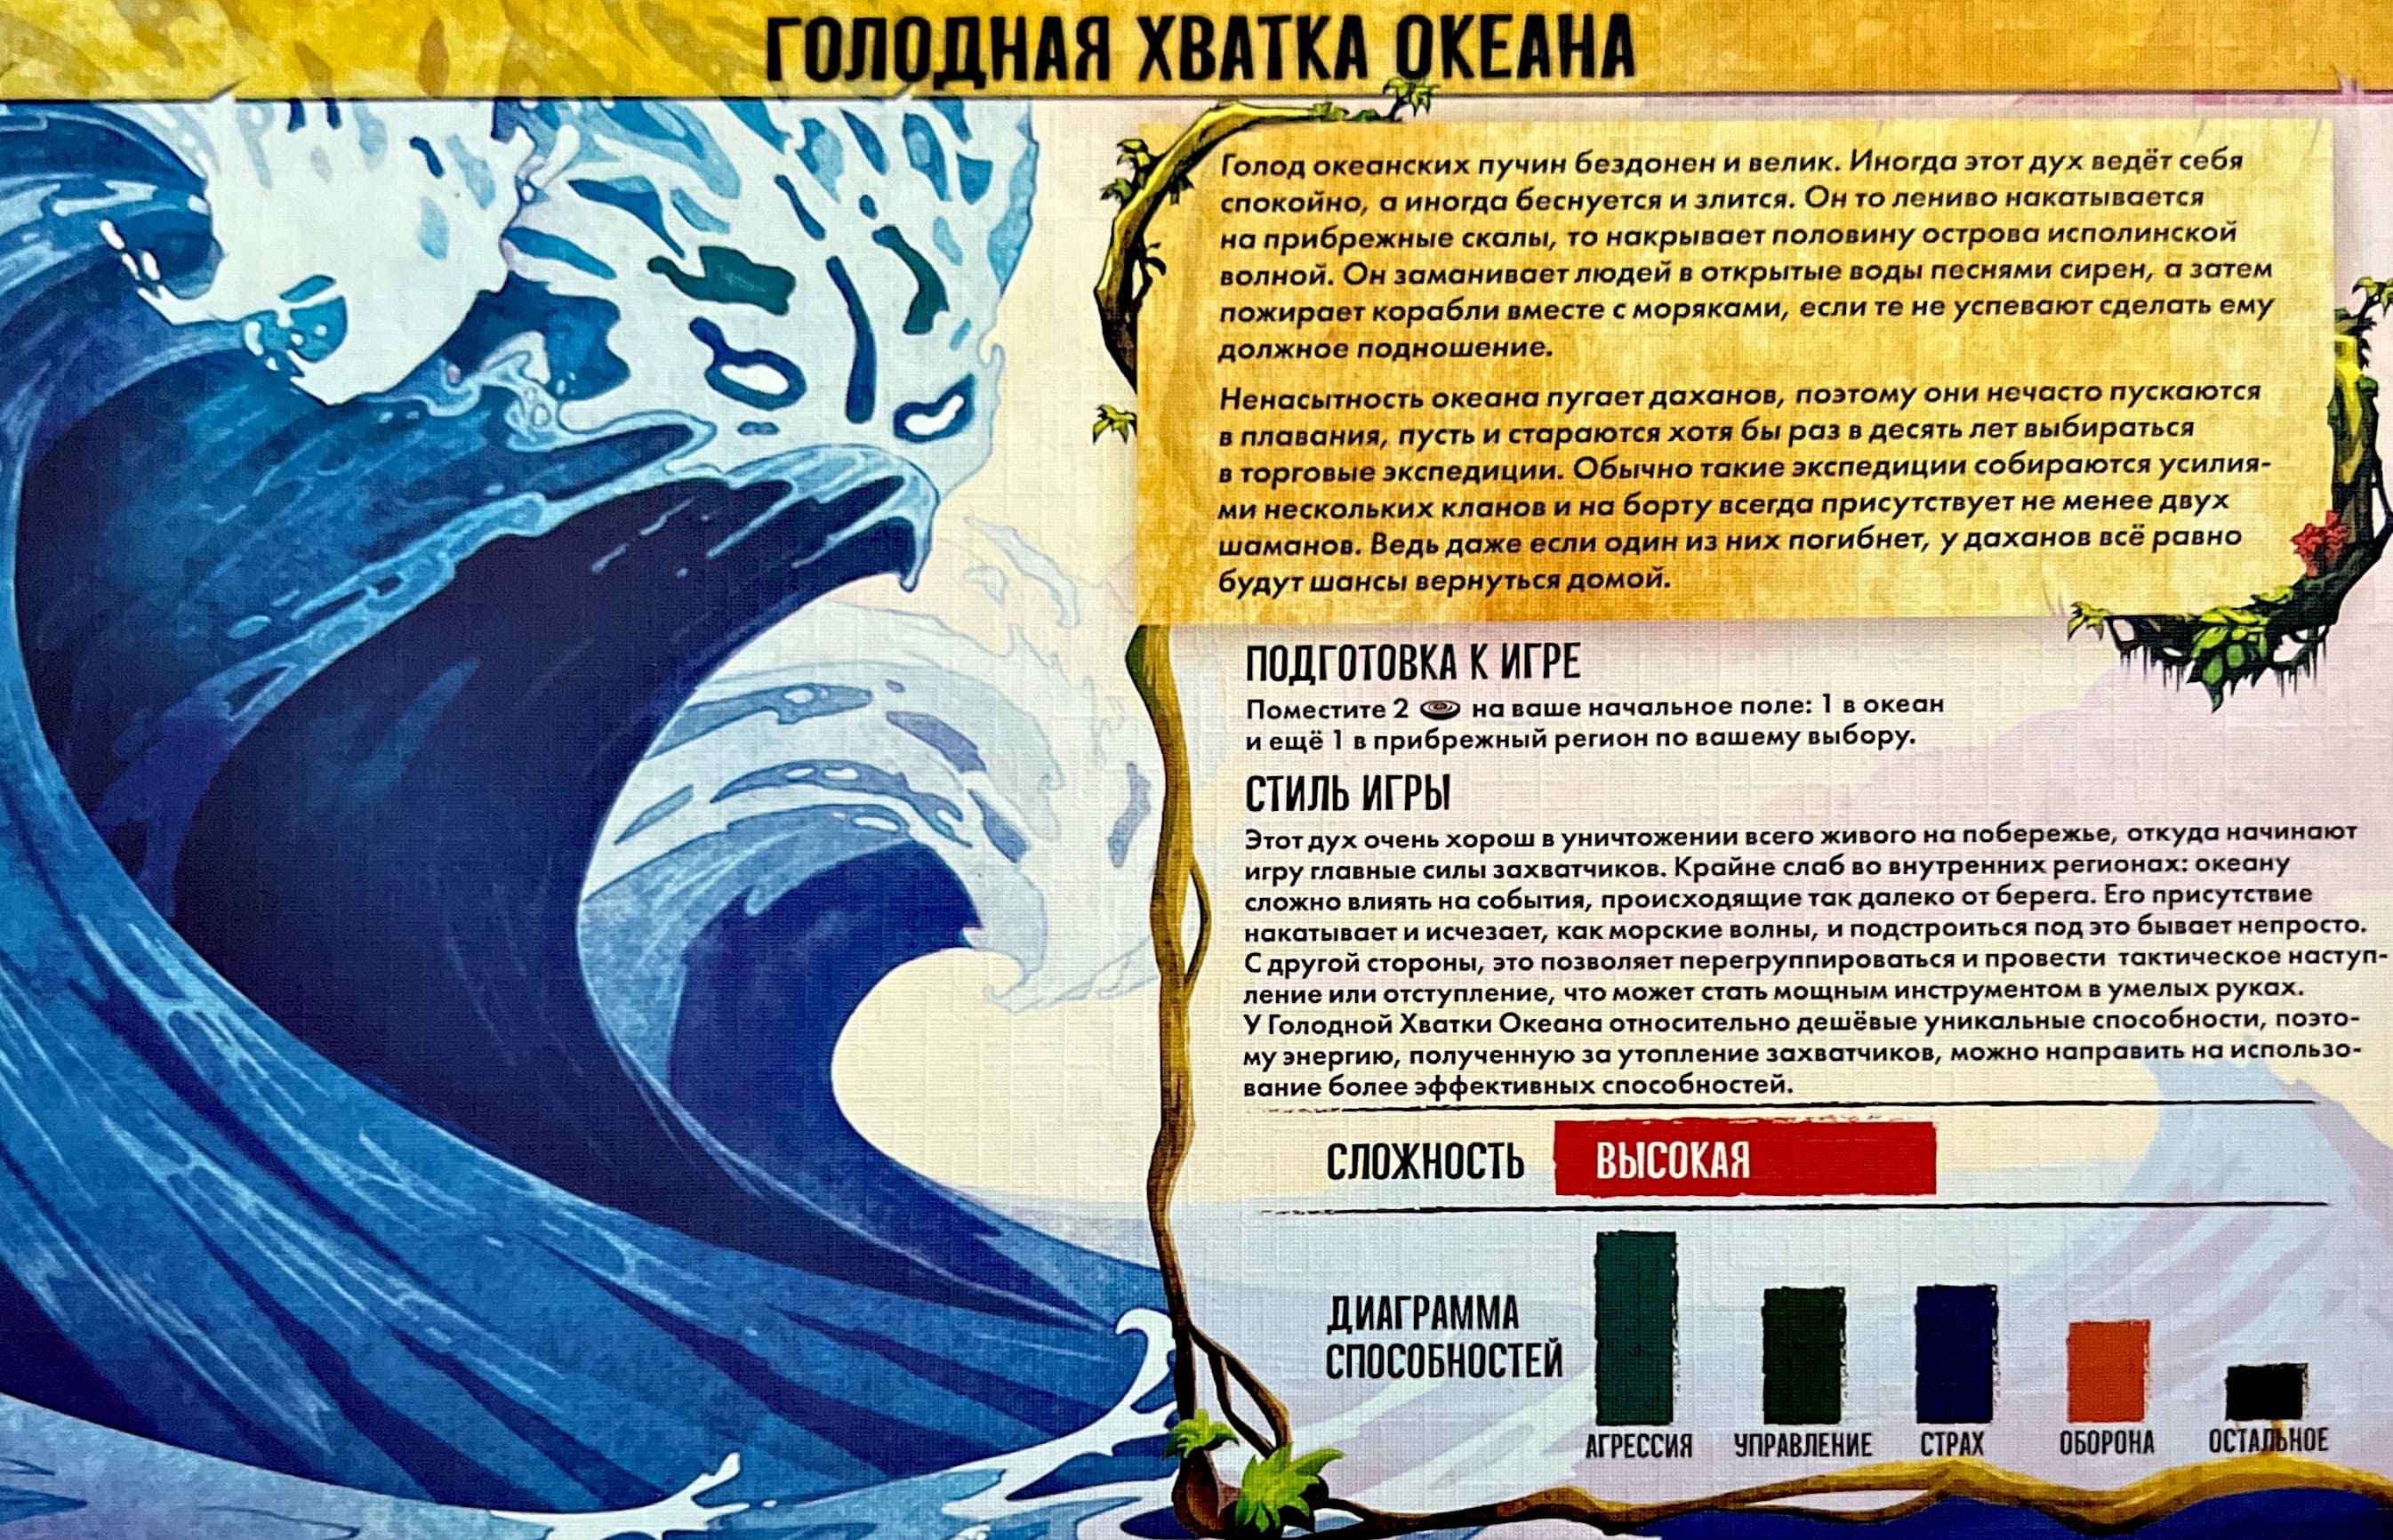 ГОЛОДНАЯ ХВАТКА ОКЕАНА
Голод океанских пучин бездонен и велик. Иногда этот дух ведёт себя
спокойно, а иногда беснуется и злится. Он то лениво накатывается
на прибрежные скалы, то накрывает половину острова исполинской
волной. Он заманивает людей в открытые воды песнями сирен, а затем
пожирает корабли вместе с моряками, если те не успевают сделать ему
должное подношение.
Ненасытность океана пугает даханов, поэтому они нечасто пускаются
в плавания, пусть и стараются хотя бы раз в десять лет выбираться
в торговые экспедиции. Обычно такие экспедиции собираются усилия-
ми нескольких кланов и на борту всегда присутствует не менее двух
шаманов. Ведь даже если один из них погибнет, у даханов всё равно
будут шансы вернуться домой.
ПОДГОТОВКА К ИГРЕ
Поместите 2 на ваше начальное поле: 1 в океан
и ещё 1 в прибрежный регион по вашему выбору.
СТИЛЬ ИГРЫ
Этот дух очень хорош в уничтожении всего живого на побережье, откуда начинают
игру главные силы захватчиков. Крайне слаб во внутренних регионах: океану
сложно влиять на события, происходящие так далеко от берега. Его присутствие
накатывает и исчезает, как морские волны, и подстроиться под это бывает непросто.
С другой стороны, это позволяет перегруппироваться и провести тактическое наступ-
ление или отступление, что может стать мощным инструментом в умелых руках.
У Голодной Хватки Океана относительно дешёвые уникальные способности, поэто-
му энергию, полученную за утопление захватчиков, можно направить на использо-
вание более эффективных способностей.
СЛОЖНОСТЬ ВЫСОКАЯ
ДИАГРАММА
СПОСОБНОСТЕЙ
АГРЕССИЯ УПРАВЛЕНИЕ СТРАХ ОБОРОНА ОСТАЛЬНОЕ